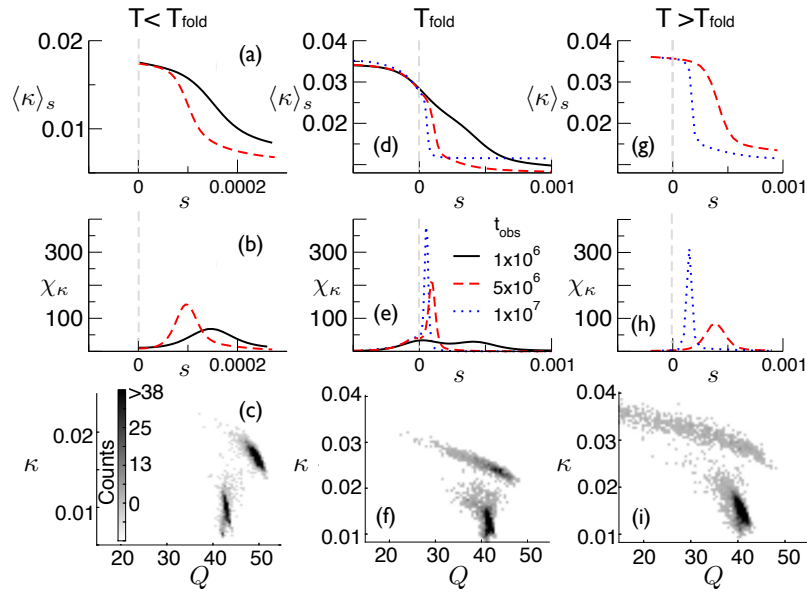 T< Tfold
Tfold
T >Tfold
0.02
0.01
⟨κ⟩s
(a)
0
0.0002
s
0.04
0.03
0.02
⟨κ⟩s
(d)
0
0.001
s
0.04
0.03
0.02
⟨κ⟩s
(g)
0
0.001
s
300
200
100
χκ
(b)
0
0.0002
s
300
200
100
χκ
(e)
tobs
1x10^6
5x10^6
1x10^7
0
0.001
s
300
200
100
χκ
(h)
0
0.001
s
κ
0.02
0.01
>38
25
13
0
Counts
(c)
20
30
40
50
Q
κ
0.04
0.03
0.02
0.01
(f)
20
30
40
50
Q
κ
0.04
0.03
0.02
0.01
(i)
20
30
40
50
Q